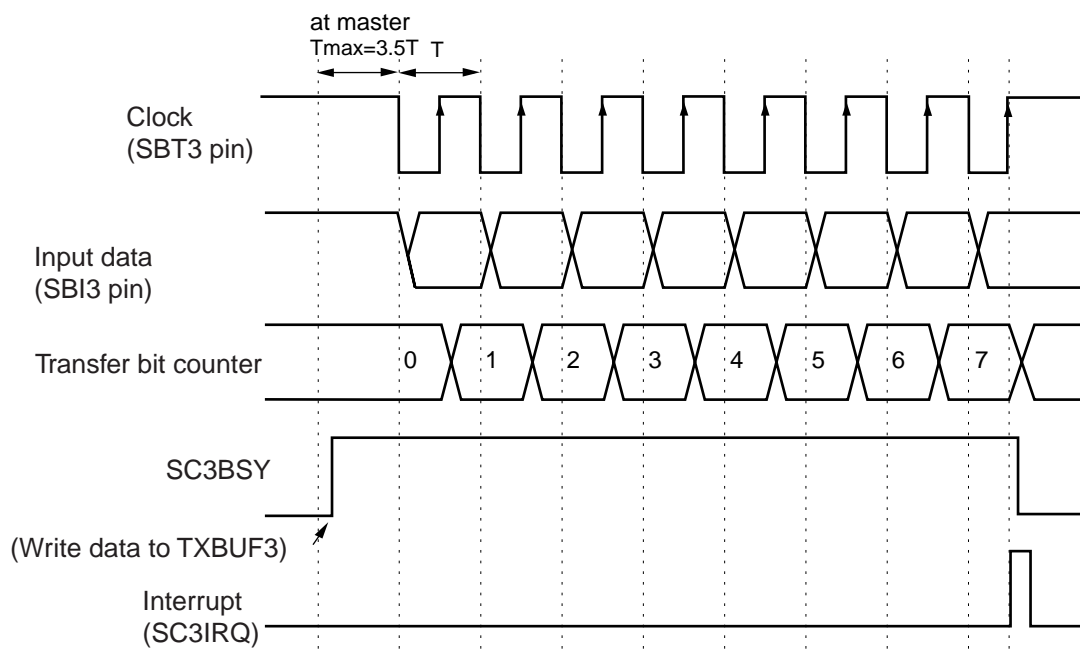 at master
Tmax=3.5T T
Clock
(SBT3 pin)
Input data
(SBI3 pin)
Transfer bit counter
0 1 2 3 4 5 6 7
SC3BSY
(Write data to TXBUF3)
Interrupt
(SC3IRQ)